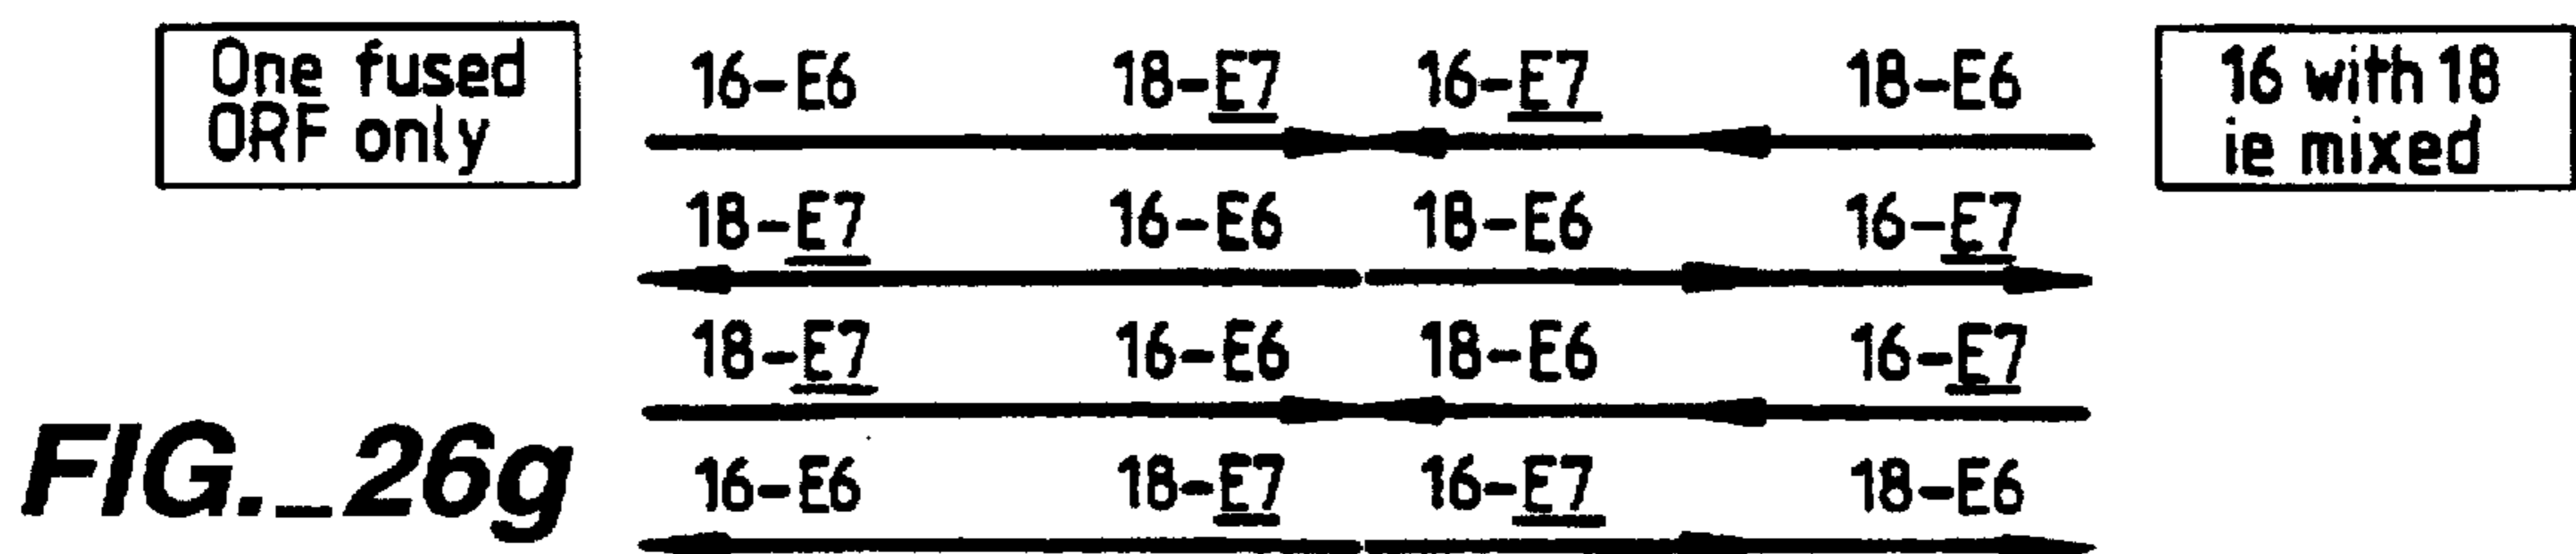 One fused
ORF only
16-E6 18-E7 16-E7 18-E6
16 with 18
ie mixed
18-E7 16-E6 18-E6 16-E7
18-E7 16-E6 18-E6 16-E7
FIG._26g
16-E6 18-E7 16-E7 18-E6